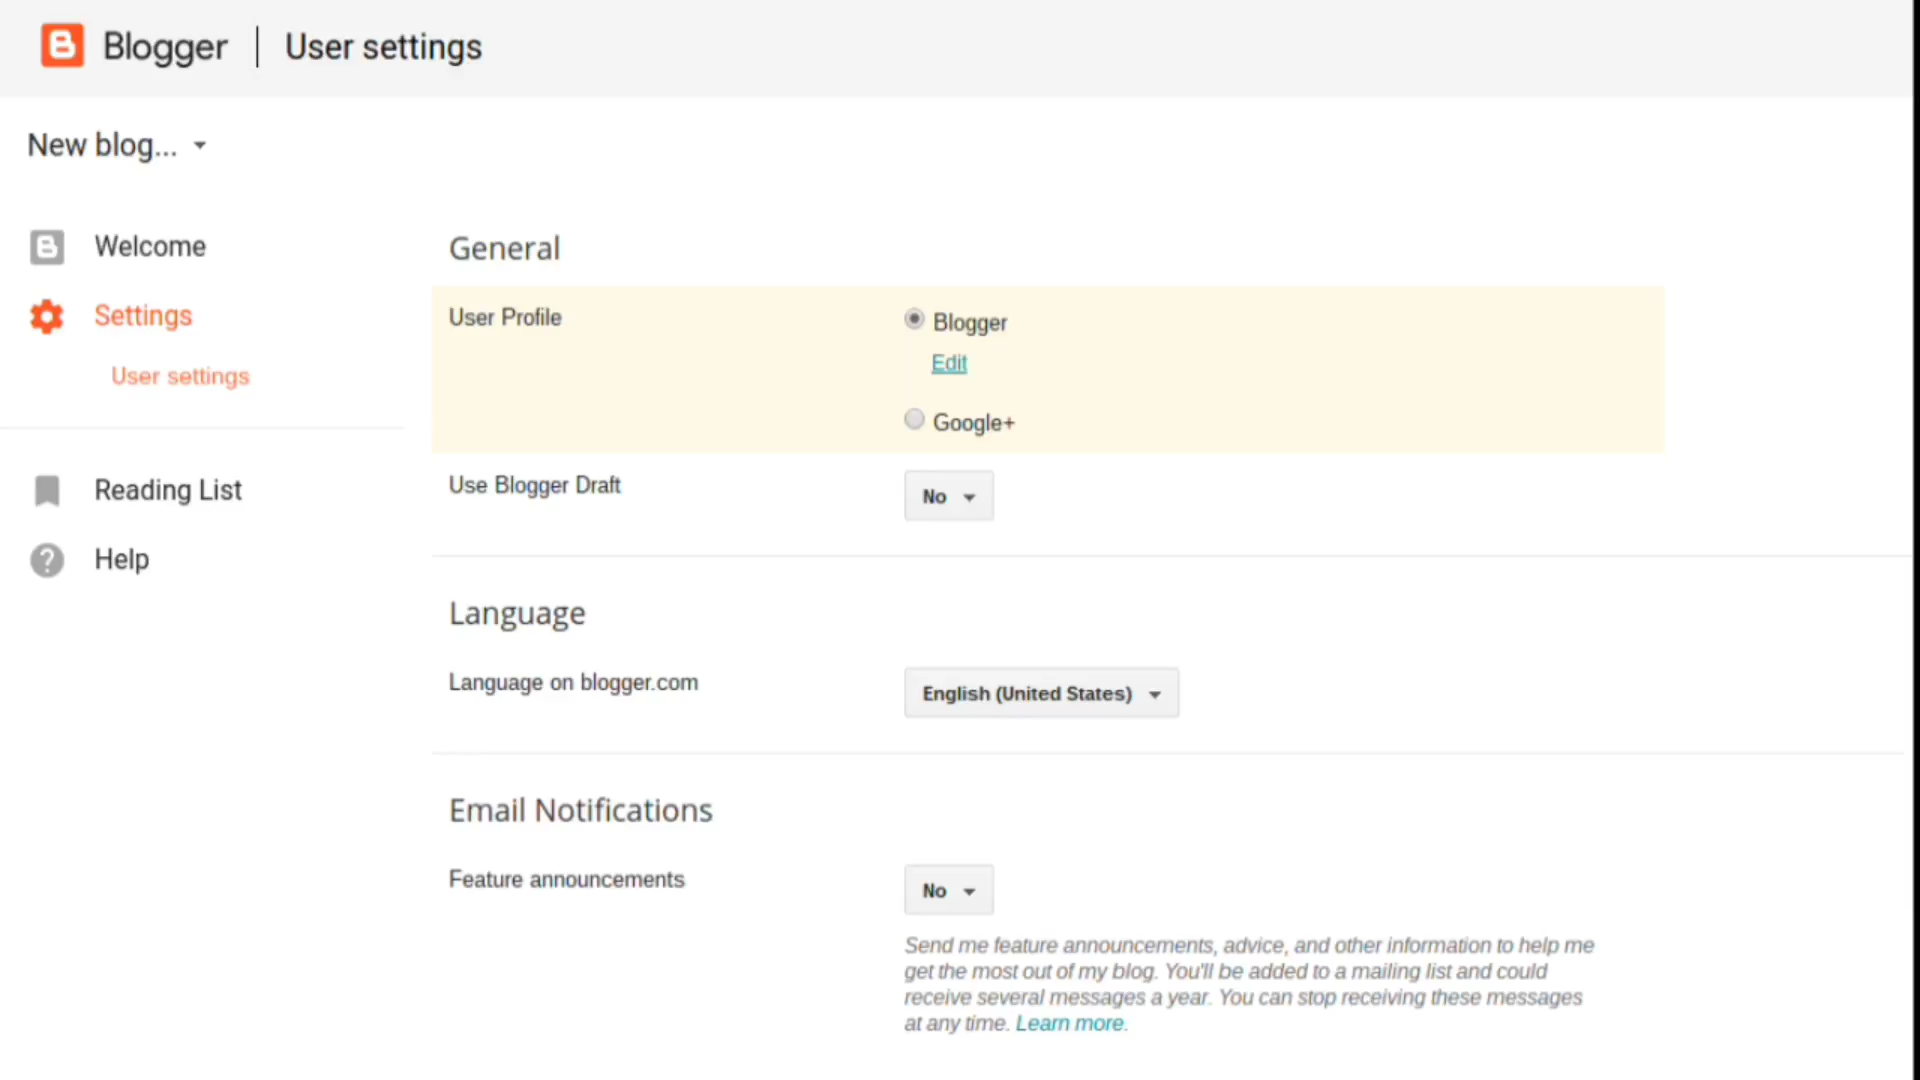 Blogger | User settings
New blog...
Welcome
Settings
User settings
Reading List
Help
General
User Profile
Blogger
Edit
Google+
Use Blogger Draft
No
Language
Language on blogger.com
English (United States)
Email Notifications
Feature announcements
No
Send me feature announcements, advice, and other information to help me
get the most out of my blog. You'll be added to a mailing list and could
receive several messages a year. You can stop receiving these messages
at any time. Learn more.